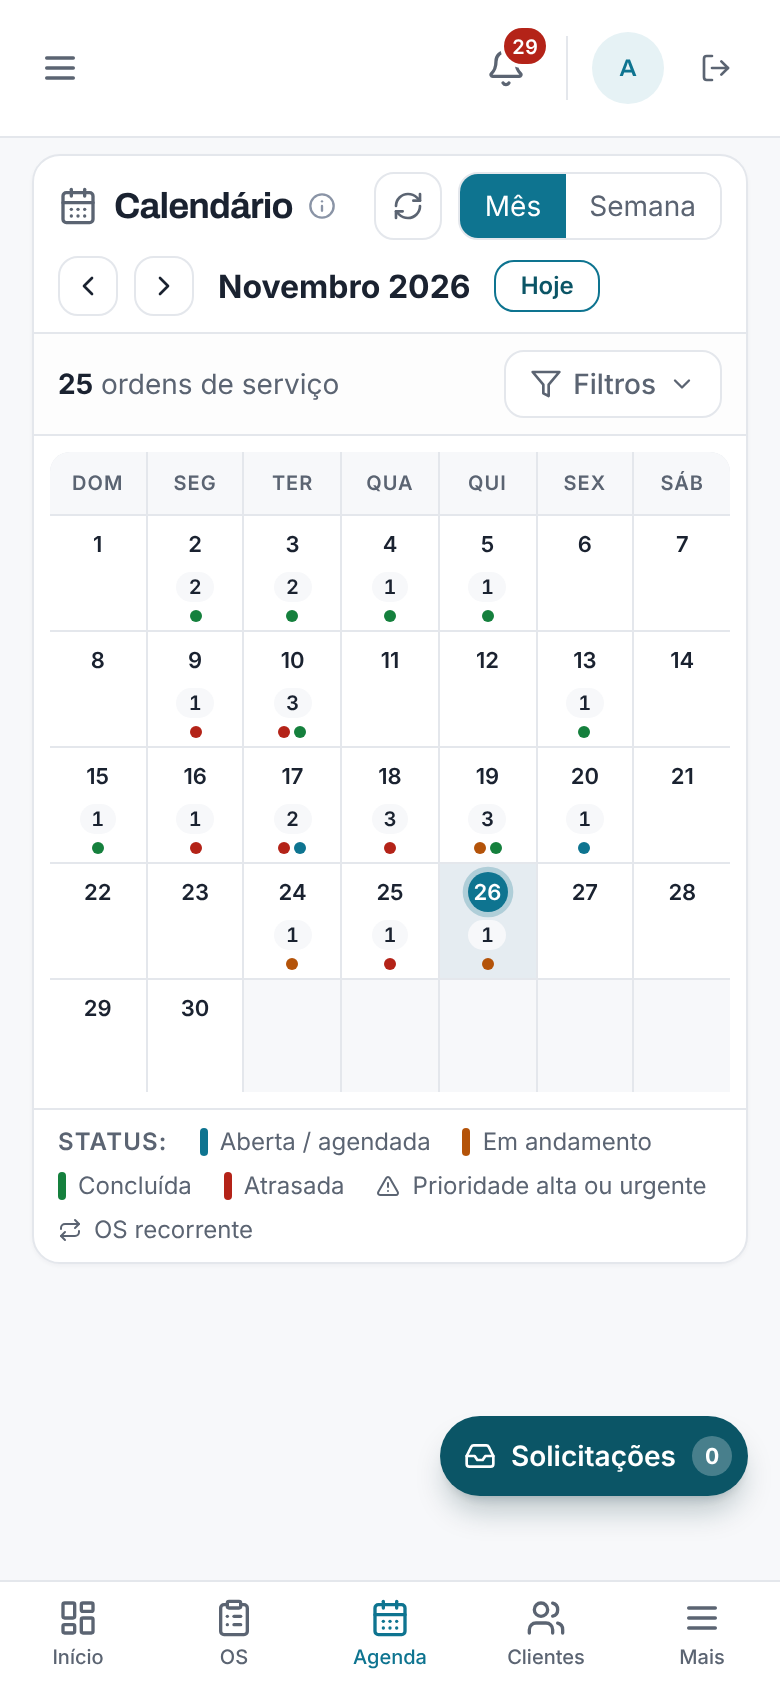 29
A
Calendário
Mês
Semana
Novembro 2026
Hoje
25 ordens de serviço
Filtros
DOM SEG TER QUA QUI SEX SÁB
1 2 3 4 5 6 7
2 2 1 1
8 9 10 11 12 13 14
1 3 1
15 16 17 18 19 20 21
1 1 2 3 3 1
22 23 24 25 26 27 28
1 1 1
29 30
STATUS: Aberta / agendada Em andamento
Concluída Atrasada Prioridade alta ou urgente
OS recorrente
Solicitações 0
Início OS Agenda Clientes Mais